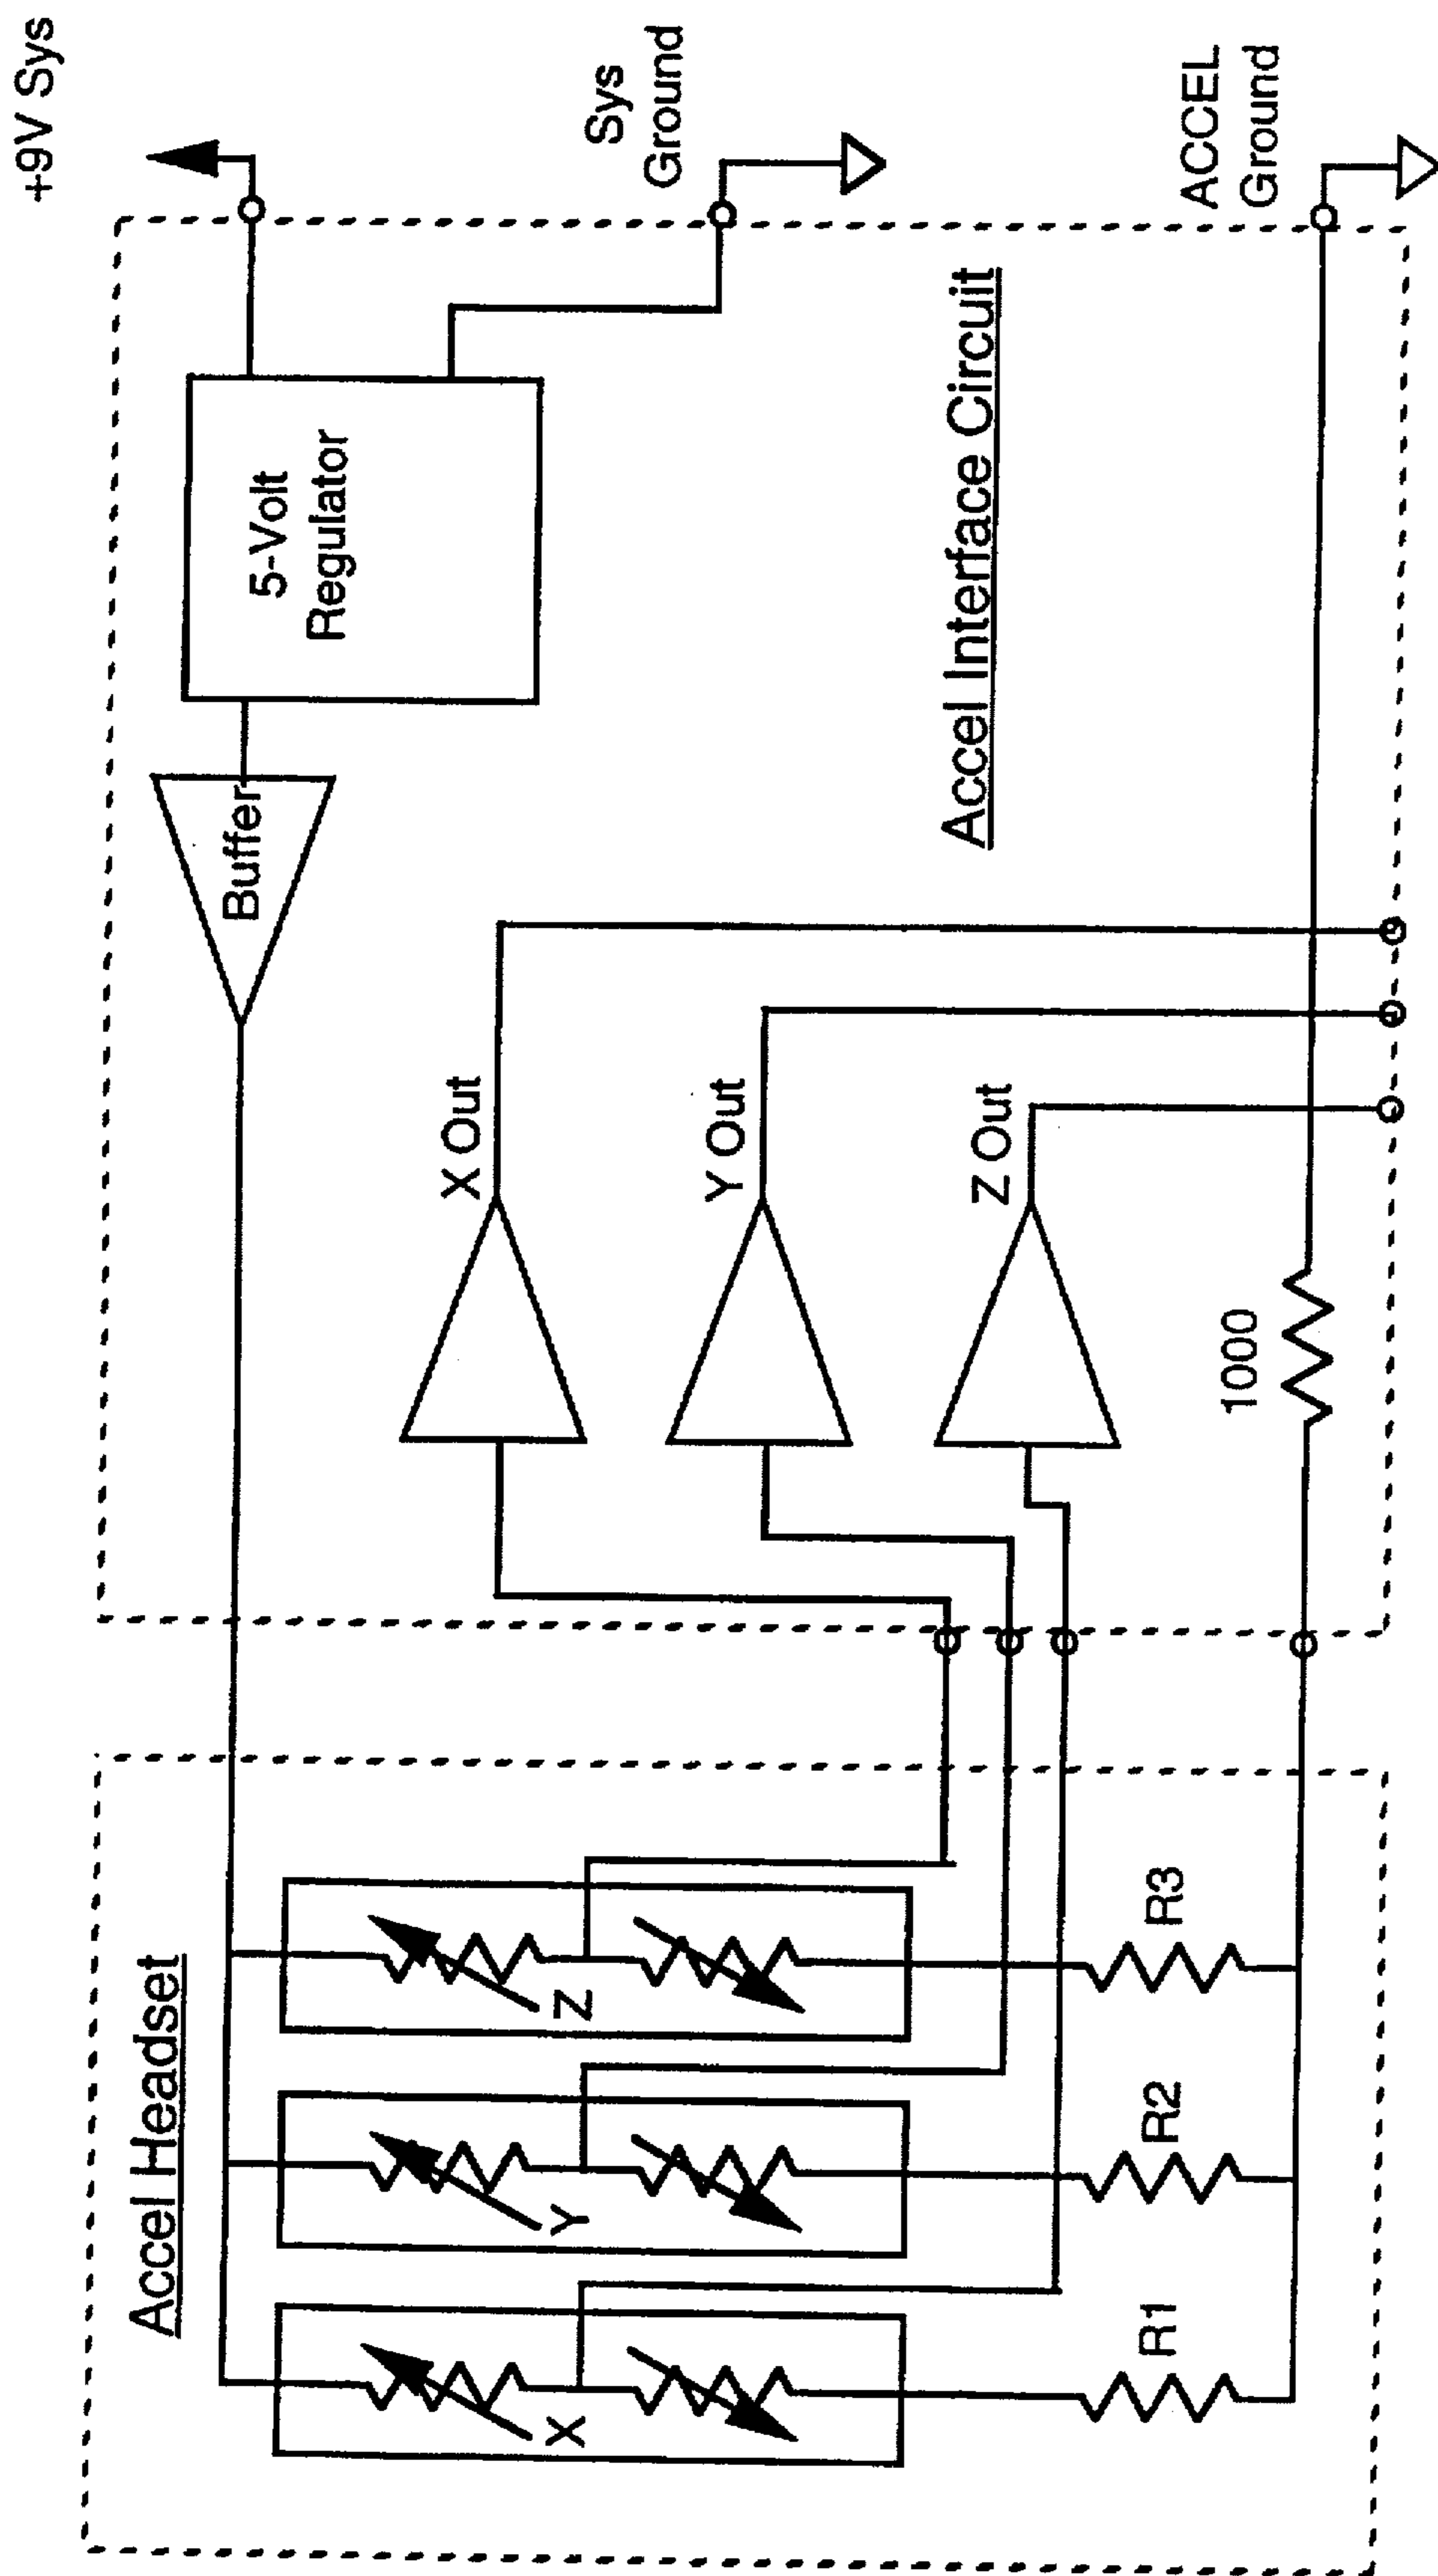 +9V Sys
Sys
Ground
ACCEL
Ground
5-Volt
Regulator
Buffer
Accel Interface Circuit
X Out
Y Out
Z Out
1000
Accel Headset
Z
Y
X
R3
R2
R1